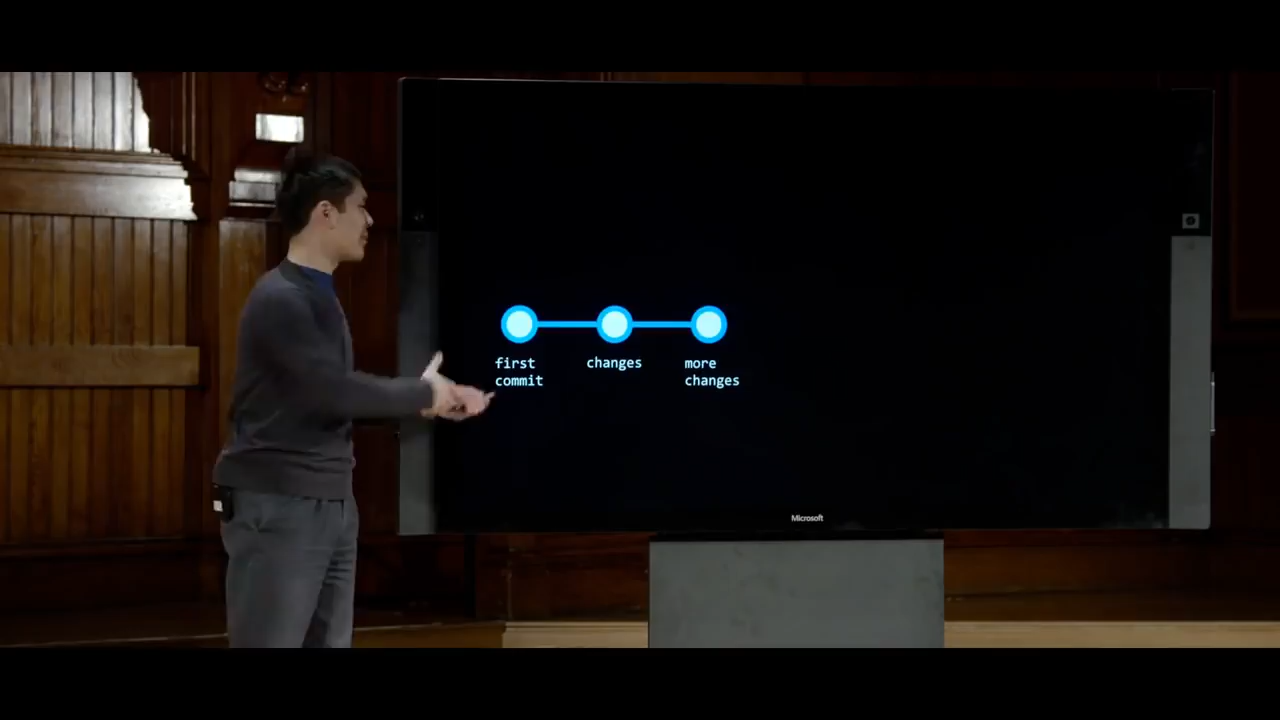 first
commit
changes
more
changes
Microsoft